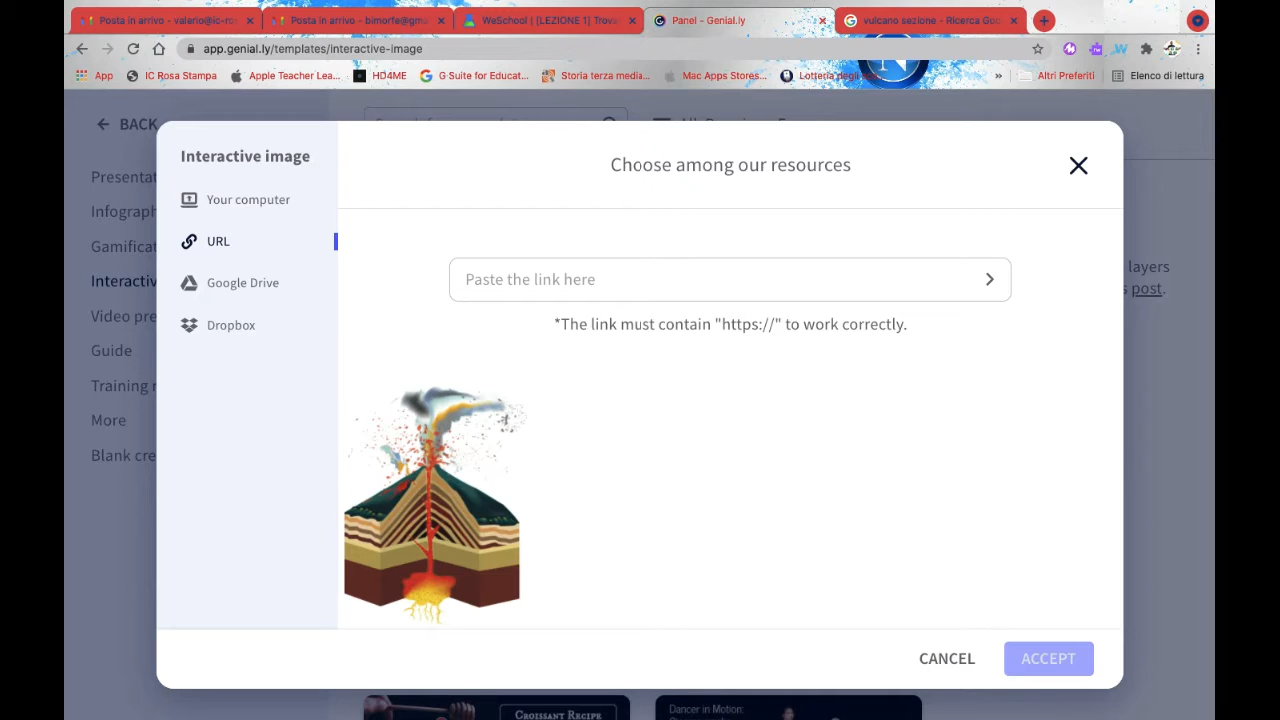 Posta in arrivo - valerio@ic-ros
Posta in arrivo - bimorfe@gma
WeSchool | [LEZIONE 1] Trova
Panel - Genial.ly
vulcano sezione - Ricerca Goo
app.genial.ly/templates/interactive-image
App
IC Rosa Stampa
Apple Teacher Lea...
HD4ME
G Suite for Educat...
Storia terza media...
Mac Apps Stores...
Lotteria degli
»
Altri Preferiti
Elenco di lettura
BACK
Presentat
Infograph
Gamificat
Interactiv
Video pre
Guide
Training r
More
Blank cre
Interactive image
Your computer
URL
Google Drive
Dropbox
Choose among our resources
Paste the link here
*The link must contain "https://" to work correctly.
CANCEL
ACCEPT
layers
s post.
CROISSANT RECIPE
Dancer in Motion: